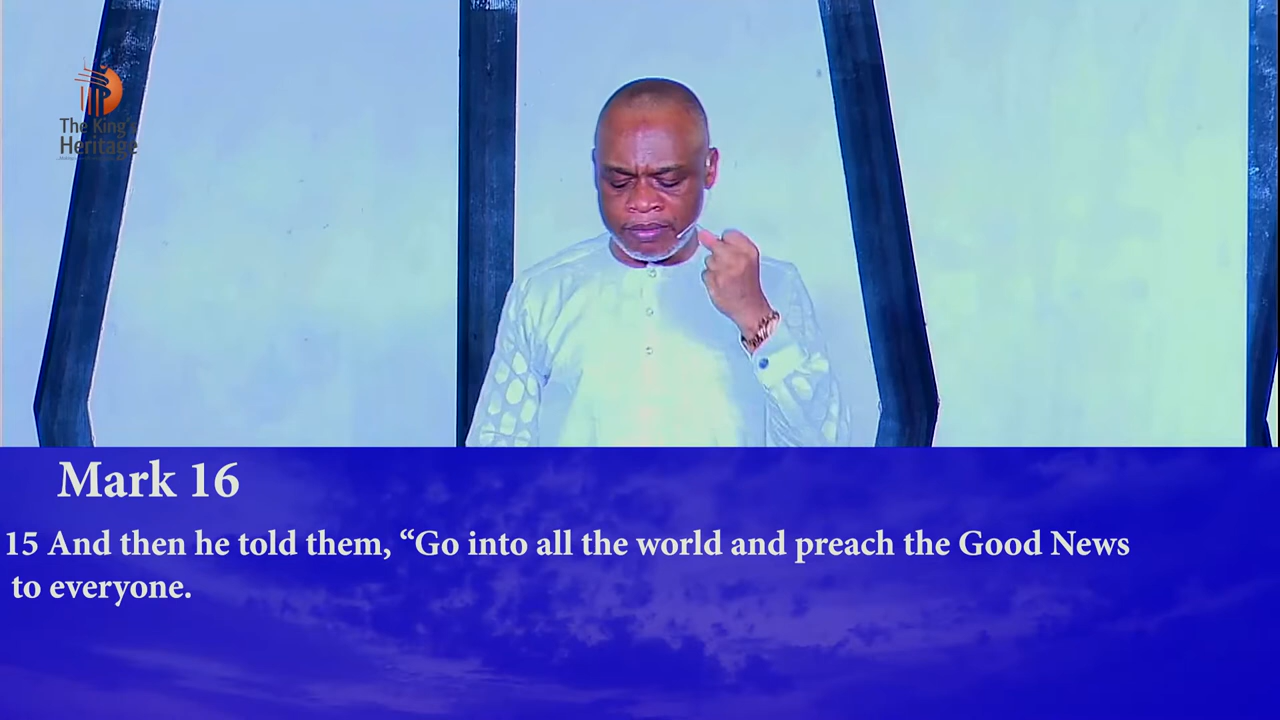 The King's
Heritage
Mark 16
15 And then he told them, “Go into all the world and preach the Good News
to everyone.